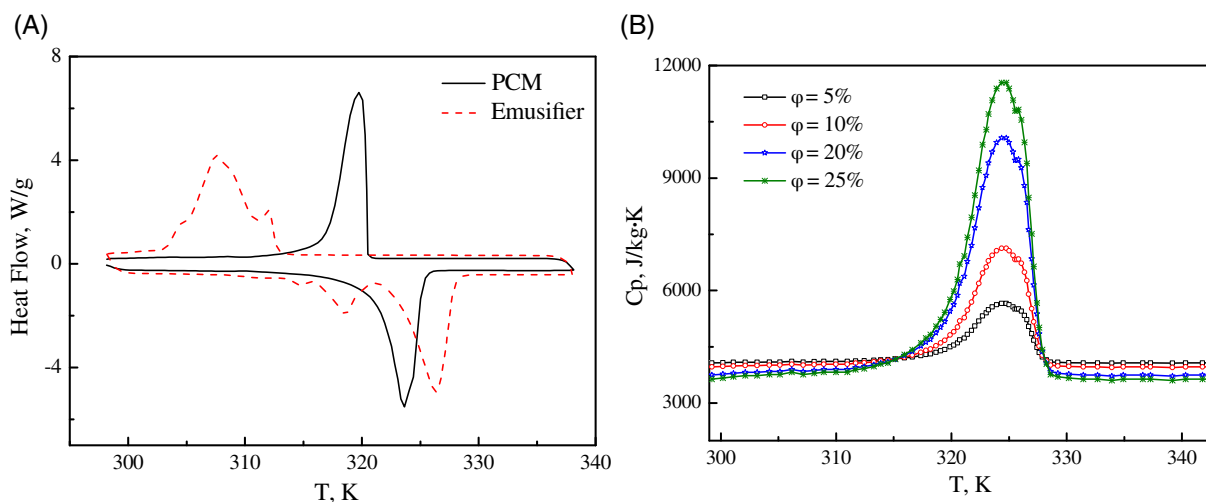 (A)
8
4
0
-4
Heat Flow, W/g
PCM
Emusifier
300
310
320
330
340
T, K
(B)
12000
9000
6000
3000
Cp, J/kg·K
φ = 5%
φ = 10%
φ = 20%
φ = 25%
300
310
320
330
340
T, K